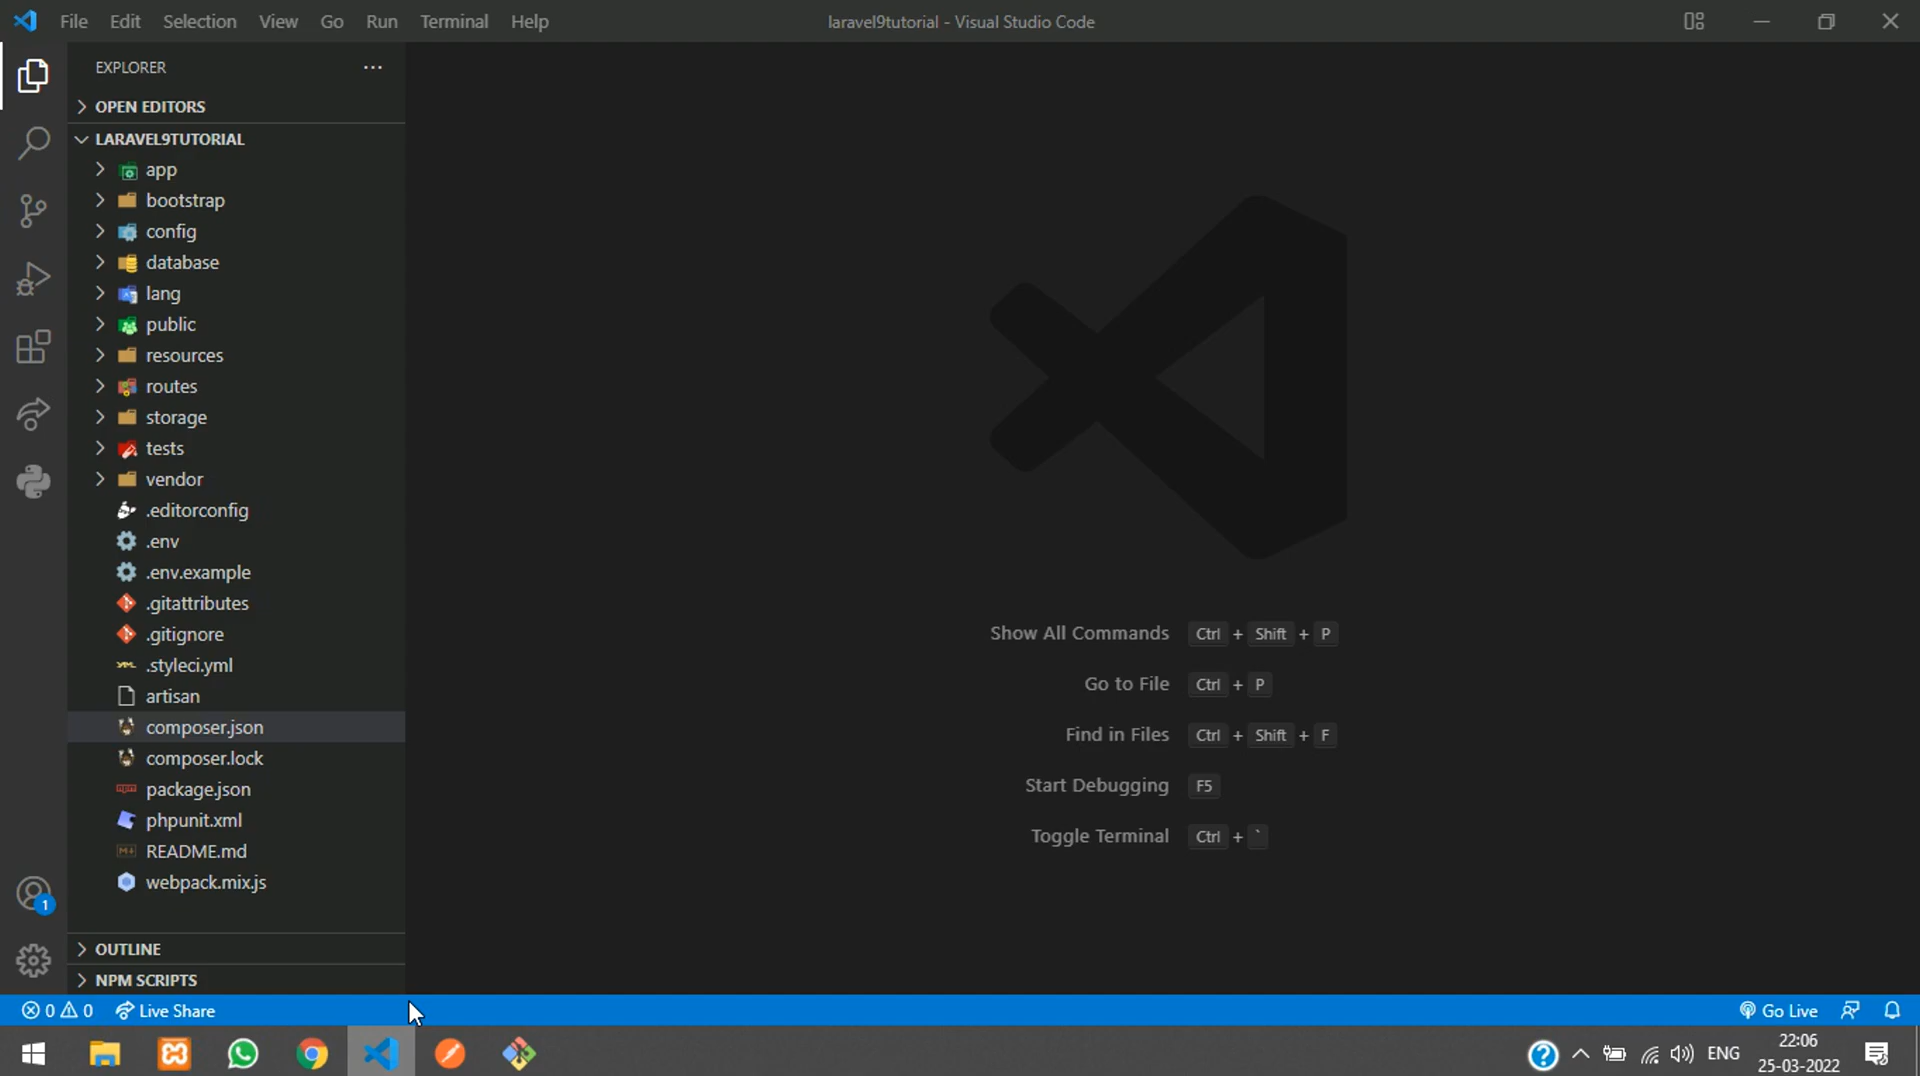 File Edit Selection View Go Run Terminal Help
laravel9tutorial - Visual Studio Code
EXPLORER
OPEN EDITORS
LARAVEL9TUTORIAL
app
bootstrap
config
database
lang
public
resources
routes
storage
tests
vendor
.editorconfig
.env
.env.example
.gitattributes
.gitignore
.styleci.yml
artisan
composer.json
composer.lock
package.json
phpunit.xml
README.md
webpack.mix.js
OUTLINE
NPM SCRIPTS
Show All Commands Ctrl + Shift + P
Go to File Ctrl + P
Find in Files Ctrl + Shift + F
Start Debugging F5
Toggle Terminal Ctrl + `
1
0 0 Live Share
Go Live
ENG
22:06
25-03-2022